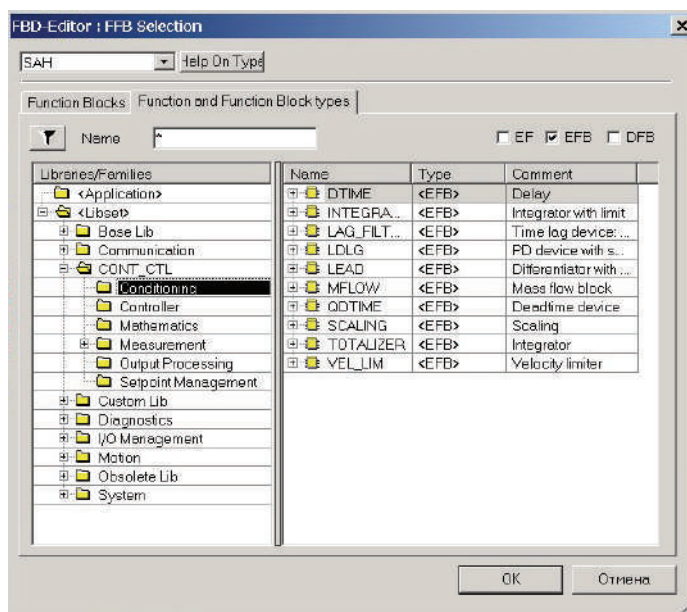 FBD-Editor : FFB Selection
SAH Help On Type
Function Blocks Function and Function Block types
Name * EF EFB DFB
Libraries/Families Name Type Comment
<Application> DTIME <EFB> Delay
<Libset> INTEGRA... <EFB> Integrator with limit
Base Lib LAG_FILT... <EFB> Time lag device: ...
Communication LDLG <EFB> PD device with s...
CONT_CTL LEAD <EFB> Differentiator with ...
Conditioning MFLOW <EFB> Mass flow block
Controller QDTIME <EFB> Deadtime device
Mathematics SCALING <EFB> Scaling
Measurement TOTALIZER <EFB> Integrator
Output Processing VEL_LIM <EFB> Velocity limiter
Setpoint Management
Custom Lib
Diagnostics
I/O Management
Motion
Obsolete Lib
System
OK Отмена